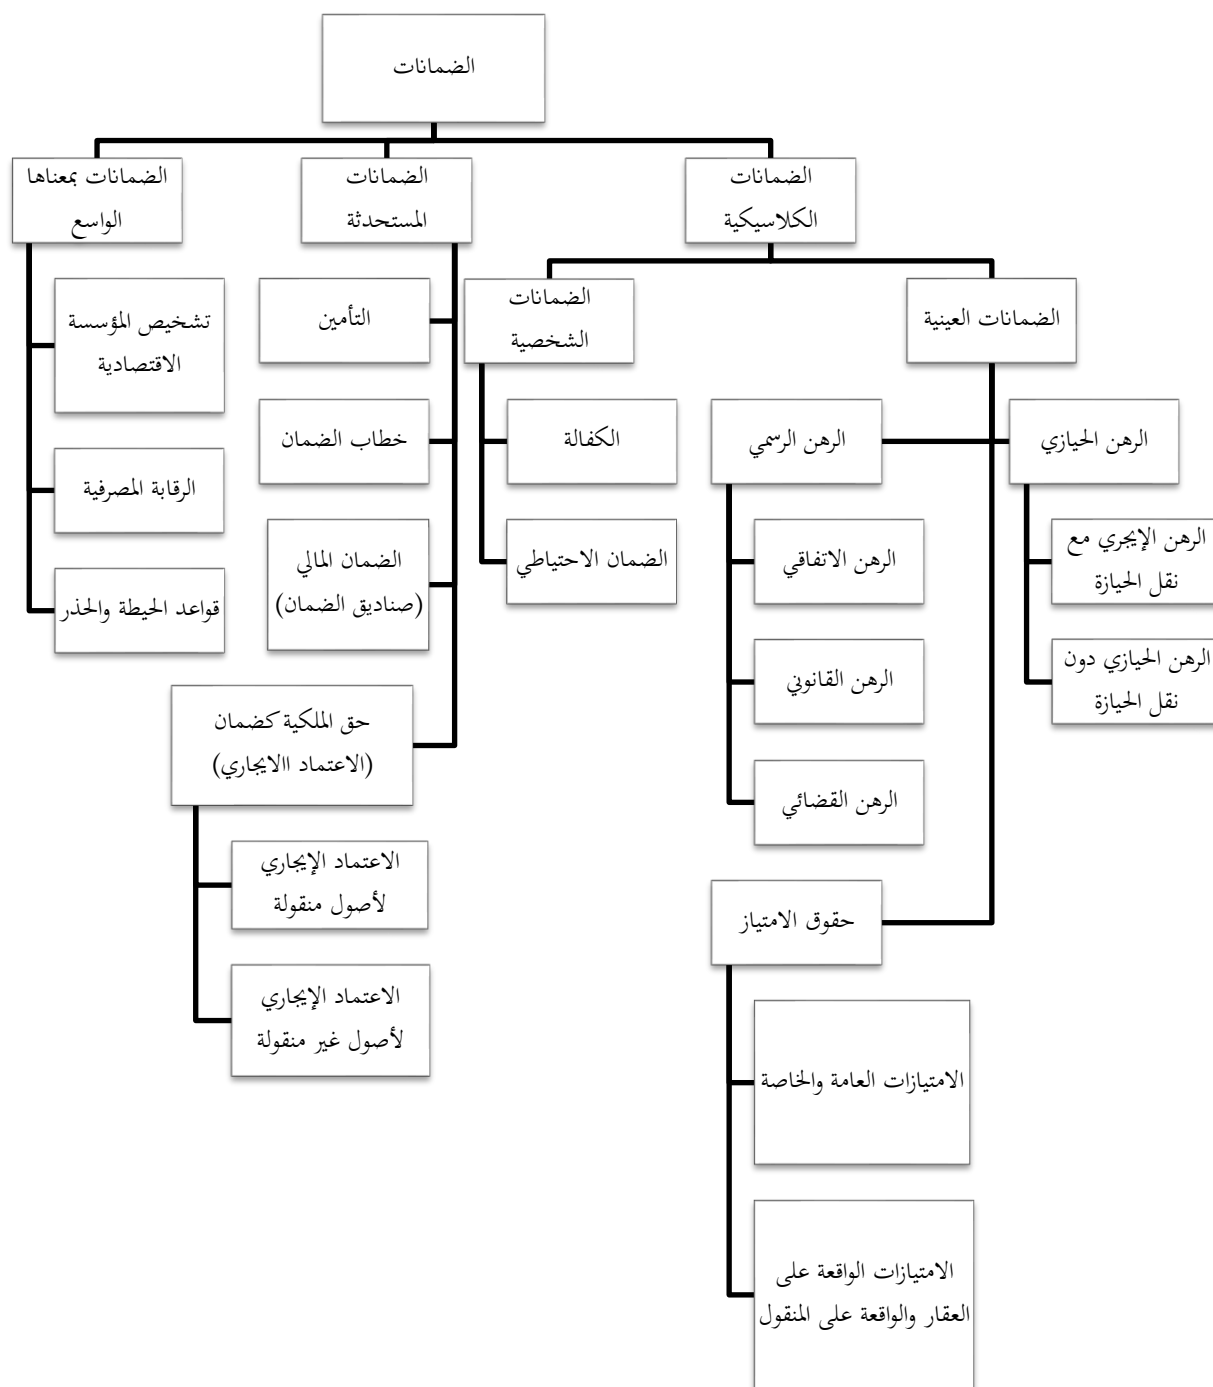 الضمانات
الضمانات
الكلاسيكية
الضمانات
المستحدثة
الضمانات بمعناها
الواسع
الضمانات العينية
الضمانات
الشخصية
الرهن الحيازي
الرهن الإيجري مع
نقل الحيازة
الرهن الحيازي دون
نقل الحيازة
الرهن الرسمي
الرهن الاتفاقي
الرهن القانوني
الرهن القضائي
حقوق الامتياز
الامتيازات العامة والخاصة
الامتيازات الواقعة على
العقار والواقعة على المنقول
الكفالة
الضمان الاحتياطي
التأمين
خطاب الضمان
الضمان المالي
(صناديق الضمان)
حق الملكية كضمان
(الاعتماد االايجاري)
الاعتماد الإيجاري
لأصول منقولة
الاعتماد الإيجاري
لأصول غير منقولة
تشخيص المؤسسة
الاقتصادية
الرقابة المصرفية
قواعد الحيطة والحذر